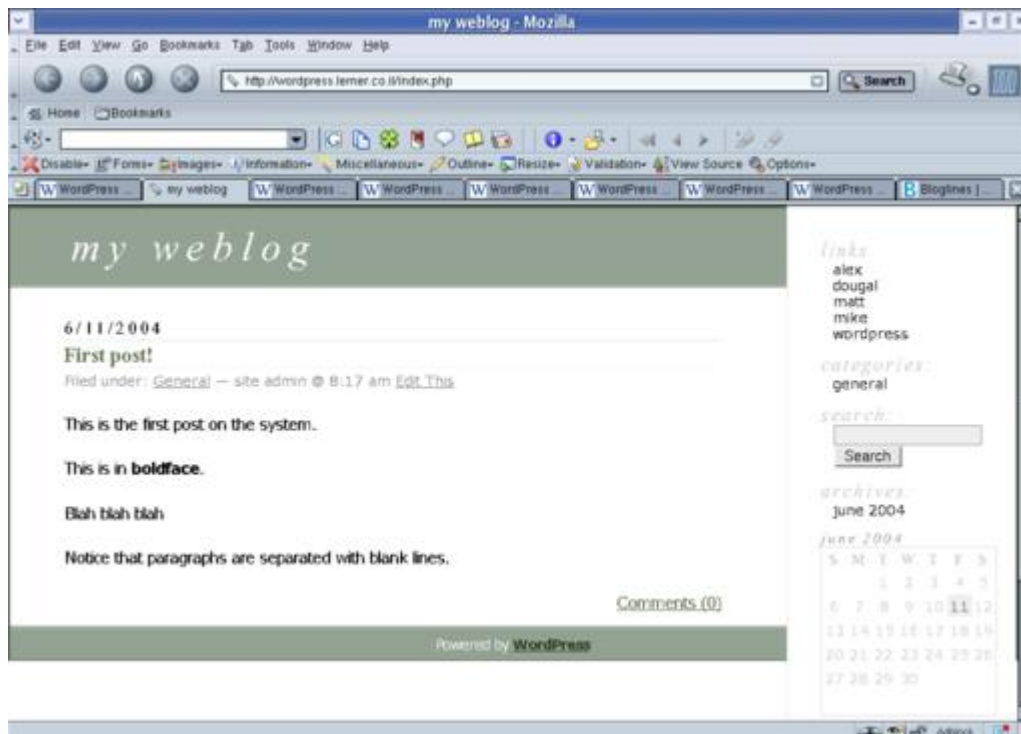 my weblog - Mozilla
File Edit View Go Bookmarks Tab Tools Window Help
http://wordpress.lerner.co.il/index.php Search
Home Bookmarks
Disable Forms Images Information Miscellaneous Outline Resize Validation View Source Options
WordPress ... my weblog WordPress ... WordPress ... WordPress ... WordPress ... WordPress ... WordPress ... Bloglines | ...
my weblog
6/11/2004
First post!
Filed under: General — site admin @ 8:17 am Edit This
This is the first post on the system.
This is in boldface.
Blah blah blah
Notice that paragraphs are separated with blank lines.
Comments (0)
Powered by WordPress
links
alex
dougal
matt
mike
wordpress
categories:
general
search:
Search
archives:
june 2004
june 2004
S M T W T F S
1 2 3 4 5
6 7 8 9 10 11 12
13 14 15 16 17 18 19
20 21 22 23 24 25 26
27 28 29 30
Adblock